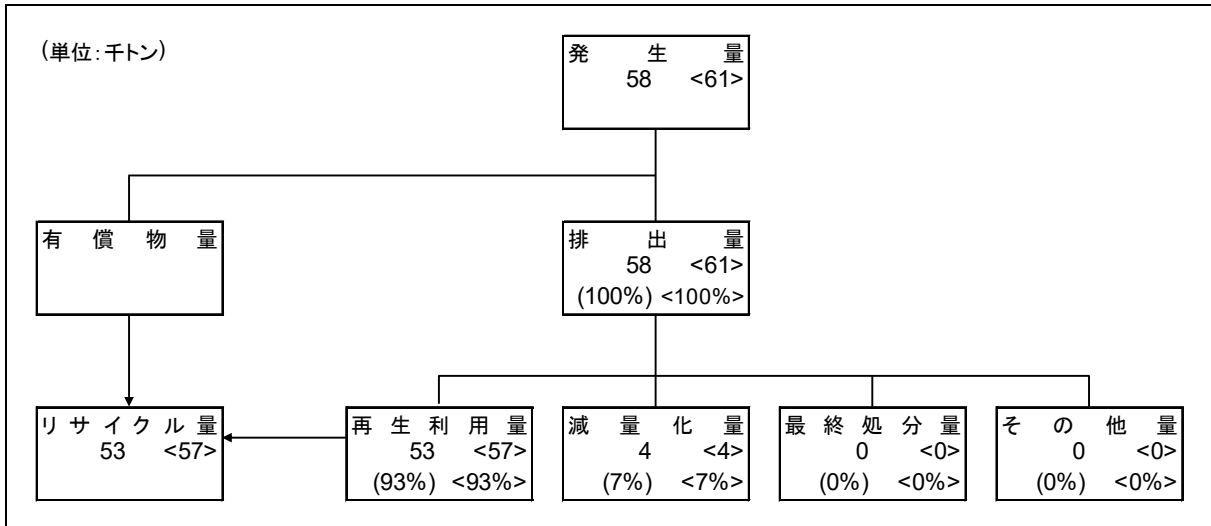 (単位:千トン)
発生量
58 <61>
有償物量
排出量
58 <61>
(100%) <100%>
リサイクル量
53 <57>
再生利用量
53 <57>
(93%) <93%>
減量化量
4 <4>
(7%) <7%>
最終処分量
0 <0>
(0%) <0%>
その他量
0 <0>
(0%) <0%>